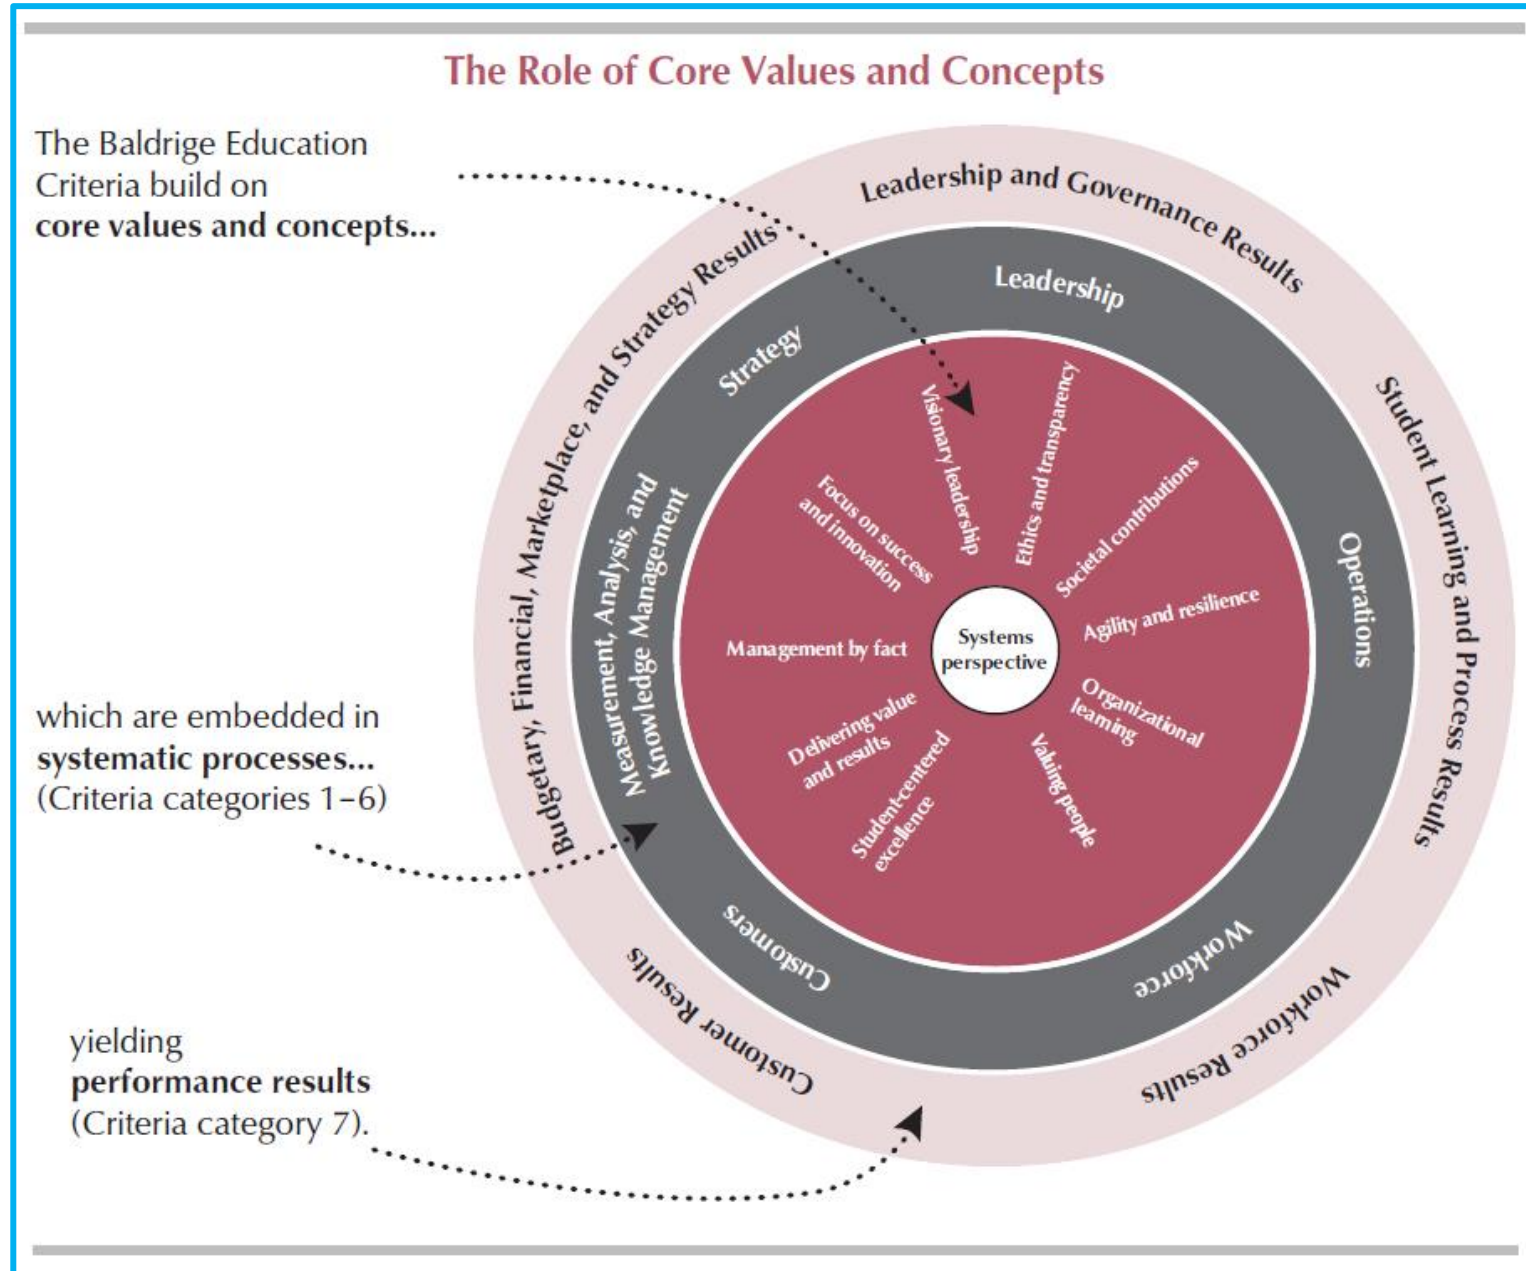 The Role of Core Values and Concepts
The Baldrige Education
Criteria build on
core values and concepts...
which are embedded in
systematic processes...
(Criteria categories 1–6)
yielding
performance results
(Criteria category 7).
Leadership and Governance Results
Student Learning and Process Results
Workforce Results
Customer Results
Budgetary, Financial, Marketplace, and Strategy Results
Leadership
Operations
Workforce
Customers
Measurement, Analysis, and
Knowledge Management
Strategy
Visionary leadership
Ethics and transparency
Societal contributions
Agility and resilience
Organizational
learning
Valuing people
Student-centered
excellence
Delivering value
and results
Management by fact
Focus on success
and innovation
Systems
perspective